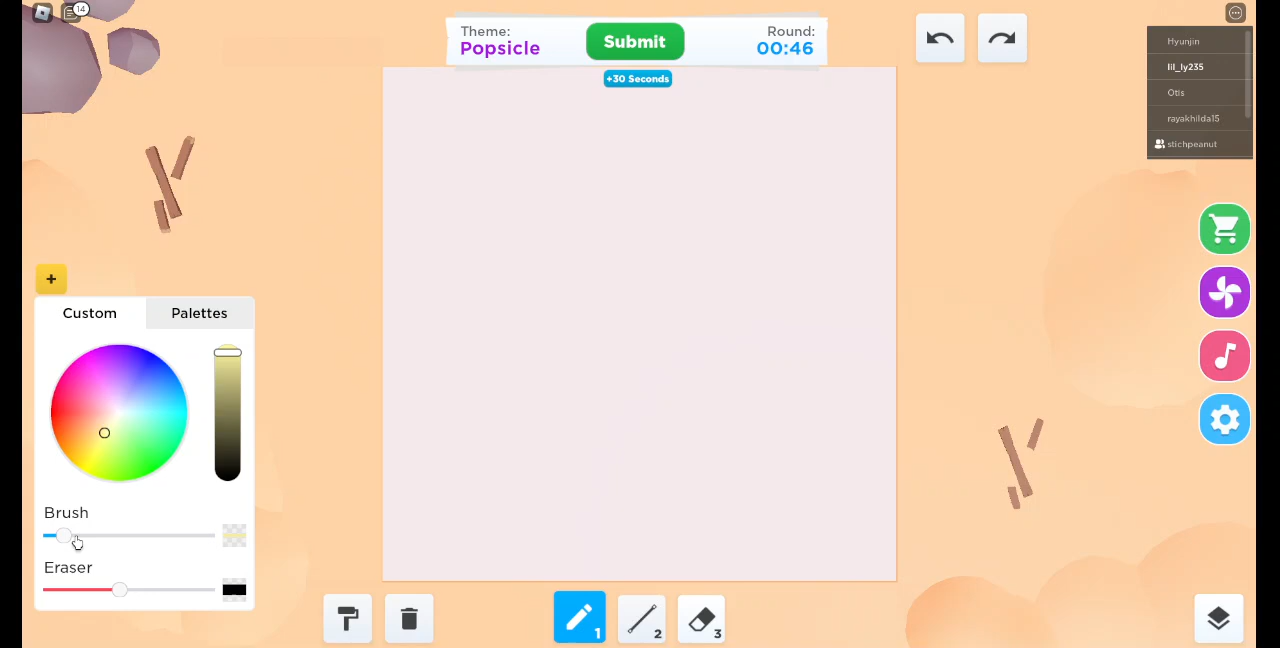 14
Theme:
Popsicle
Submit
Round:
00:46
+30 Seconds
Hyunjin
lil_ly235
Otis
rayakhilda15
stichpeanut
+
Custom
Palettes
Brush
Eraser
1
2
3